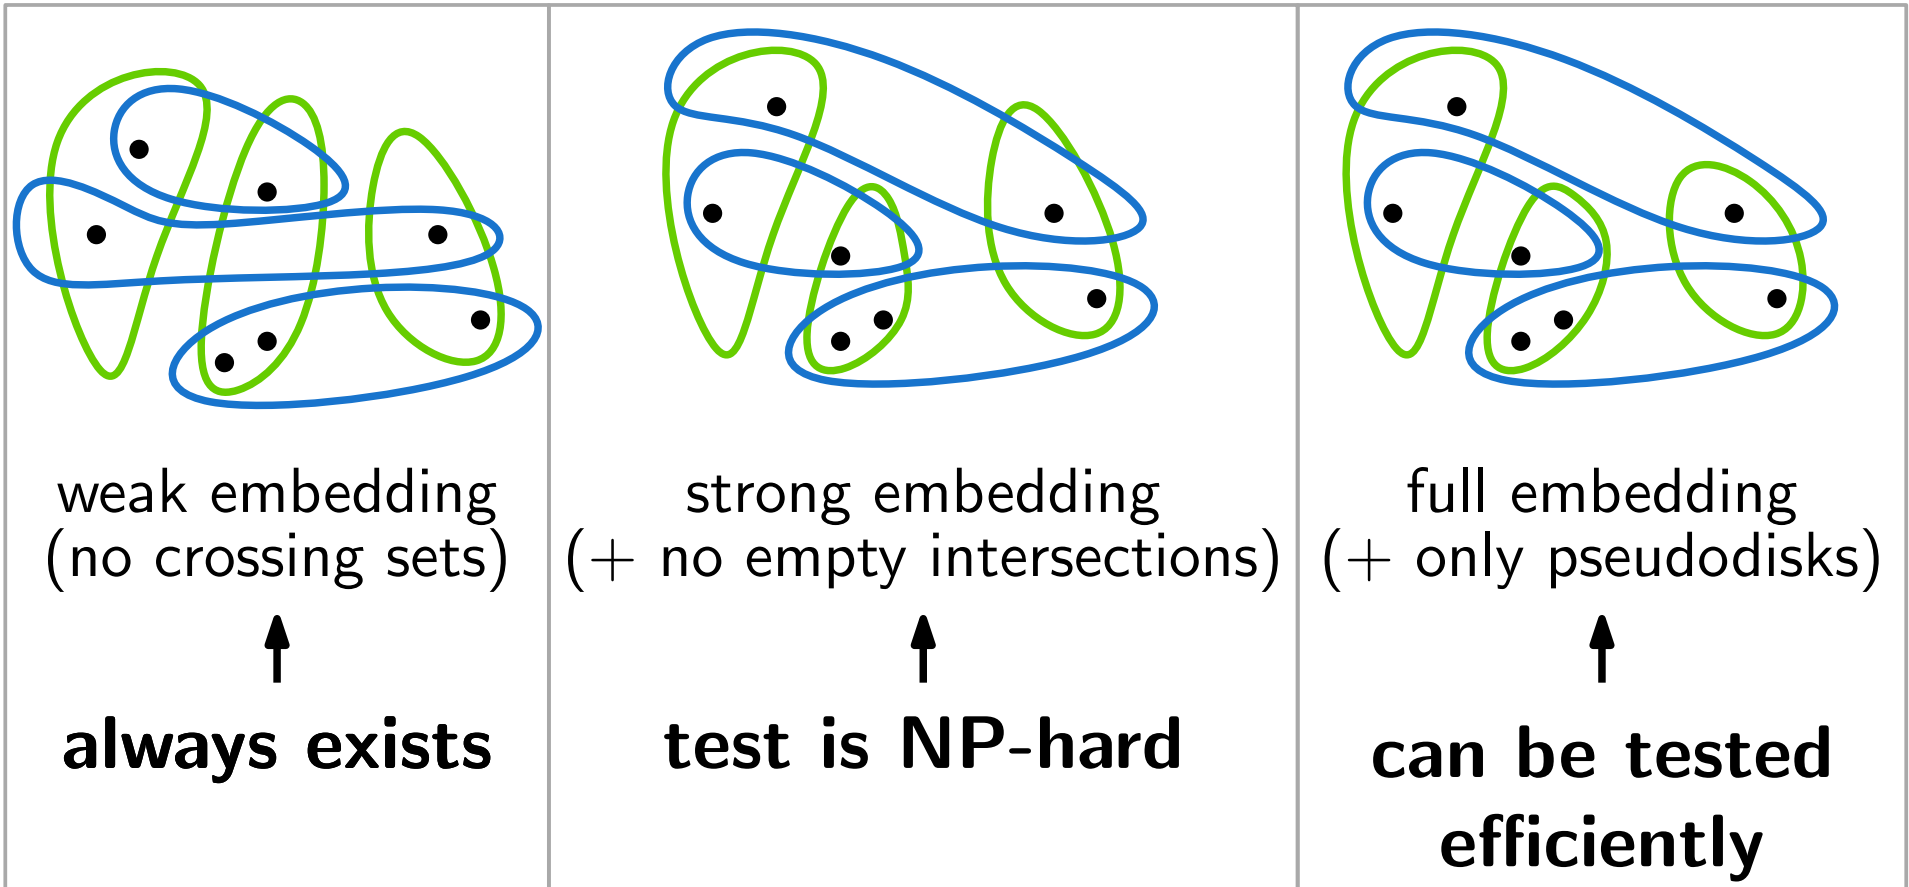 weak embedding
(no crossing sets)
always exists
strong embedding
(+ no empty intersections)
test is NP-hard
full embedding
(+ only pseudodisks)
can be tested
efficiently